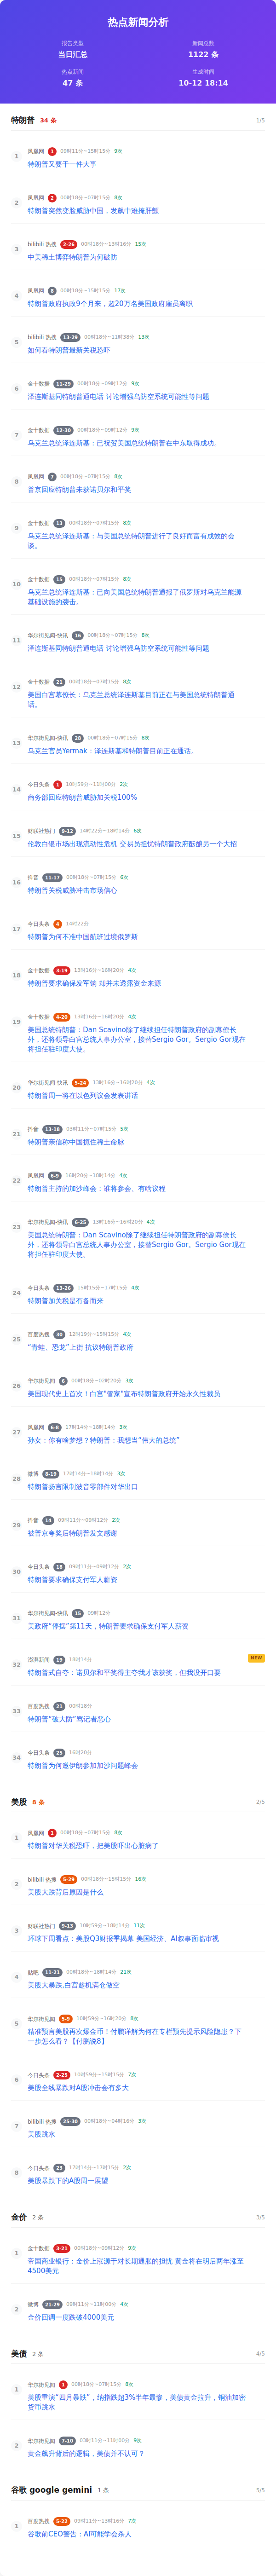 热点新闻分析
报告类型
新闻总数
当日汇总
1122 条
热点新闻
生成时间
47 条
10-12 18:14
特朗普 34 条 1/5
1 凤凰网 1 09时11分~15时15分 9次
特朗普又要干一件大事
2 凤凰网 2 00时18分~07时15分 8次
特朗普突然变脸威胁中国，发飙中难掩肝颤
3 bilibili 热搜 2-26 00时18分~13时16分 15次
中美稀土博弈特朗普为何破防
4 凤凰网 6 00时18分~15时15分 17次
特朗普政府执政9个月来，超20万名美国政府雇员离职
5 bilibili 热搜 13-29 00时18分~11时38分 13次
如何看特朗普最新关税恐吓
6 金十数据 11-29 00时18分~09时12分 9次
泽连斯基同特朗普通电话 讨论增强乌防空系统可能性等问题
7 金十数据 12-30 00时18分~09时12分 9次
乌克兰总统泽连斯基：已祝贺美国总统特朗普在中东取得成功。
8 凤凰网 7 00时18分~07时15分 8次
普京回应特朗普未获诺贝尔和平奖
9 金十数据 13 00时18分~07时15分 8次
乌克兰总统泽连斯基：与美国总统特朗普进行了良好而富有成效的会
谈。
10 金十数据 15 00时18分~07时15分 8次
乌克兰总统泽连斯基：已向美国总统特朗普通报了俄罗斯对乌克兰能源
基础设施的袭击。
11 华尔街见闻-快讯 16 00时18分~07时15分 8次
泽连斯基同特朗普通电话 讨论增强乌防空系统可能性等问题
12 金十数据 21 00时18分~07时15分 8次
美国白宫幕僚长：乌克兰总统泽连斯基目前正在与美国总统特朗普通
话。
13 华尔街见闻-快讯 28 00时18分~07时15分 8次
乌克兰官员Yermak：泽连斯基和特朗普目前正在通话。
14 今日头条 1 10时59分~11时00分 2次
商务部回应特朗普威胁加关税100%
15 财联社热门 9-12 14时22分~18时14分 6次
伦敦白银市场出现流动性危机 交易员担忧特朗普政府酝酿另一个大招
16 抖音 11-17 00时18分~07时15分 6次
特朗普关税威胁冲击市场信心
17 今日头条 4 14时22分
特朗普为何不准中国航班过境俄罗斯
18 金十数据 3-19 13时16分~16时20分 4次
特朗普要求确保发军饷 却并未透露资金来源
19 金十数据 4-20 13时16分~16时20分 4次
美国总统特朗普：Dan Scavino除了继续担任特朗普政府的副幕僚长
外，还将领导白宫总统人事办公室，接替Sergio Gor。Sergio Gor现在
将担任驻印度大使。
20 华尔街见闻-快讯 5-24 13时16分~16时20分 4次
特朗普周一将在以色列议会发表讲话
21 抖音 13-18 03时11分~07时15分 5次
特朗普亲信称中国扼住稀土命脉
22 凤凰网 6-9 16时20分~18时14分 4次
特朗普主持的加沙峰会：谁将参会、有啥议程
23 华尔街见闻-快讯 6-25 13时16分~16时20分 4次
美国总统特朗普：Dan Scavino除了继续担任特朗普政府的副幕僚长
外，还将领导白宫总统人事办公室，接替Sergio Gor。Sergio Gor现在
将担任驻印度大使。
24 今日头条 13-26 15时15分~17时15分 4次
特朗普加关税是有备而来
25 百度热搜 30 12时19分~15时15分 4次
“青蛙、恐龙”上街 抗议特朗普政府
26 华尔街见闻 6 00时18分~02时20分 3次
美国现代史上首次！白宫“管家”宣布特朗普政府开始永久性裁员
27 凤凰网 6-8 17时14分~18时14分 3次
孙女：你有啥梦想？特朗普：我想当“伟大的总统”
28 微博 8-19 17时14分~18时14分 3次
特朗普扬言限制波音零部件对华出口
29 抖音 14 09时11分~09时12分 2次
被普京夸奖后特朗普发文感谢
30 今日头条 18 09时11分~09时12分 2次
特朗普要求确保支付军人薪资
31 华尔街见闻-快讯 15 09时12分
美政府“停摆”第11天，特朗普要求确保支付军人薪资
32 澎湃新闻 19 18时14分 NEW
特朗普式自夸：诺贝尔和平奖得主夸我才该获奖，但我没开口要
33 百度热搜 21 00时18分
特朗普“破大防”骂记者恶心
34 今日头条 25 16时20分
特朗普为何邀伊朗参加加沙问题峰会
美股 8 条 2/5
1 凤凰网 1 00时18分~07时15分 8次
特朗普对华关税恐吓，把美股吓出心脏病了
2 bilibili 热搜 5-29 00时18分~15时15分 16次
美股大跌背后原因是什么
3 财联社热门 9-13 10时59分~18时14分 11次
环球下周看点：美股Q3财报季揭幕 美国经济、AI叙事面临审视
4 贴吧 11-21 00时18分~18时14分 21次
美股大暴跌,白宫趁机满仓做空
5 华尔街见闻 5-9 10时59分~16时20分 8次
精准预言美股再次爆金币！付鹏详解为何在专栏预先提示风险隐患？下
一步怎么看？【付鹏说8】
6 今日头条 2-25 10时59分~15时15分 7次
美股全线暴跌对A股冲击会有多大
7 bilibili 热搜 25-30 00时18分~04时16分 3次
美股跳水
8 今日头条 23 17时14分~17时15分 2次
美股暴跌下的A股周一展望
金价 2 条 3/5
1 金十数据 3-21 00时18分~09时12分 9次
帝国商业银行：金价上涨源于对长期通胀的担忧 黄金将在明后两年涨至
4500美元
2 微博 21-29 09时11分~11时00分 4次
金价回调一度跌破4000美元
美债 2 条 4/5
1 华尔街见闻 1 00时18分~07时15分 8次
美股重演“四月暴跌”，纳指跌超3%半年最惨，美债黄金拉升，铜油加密
货币跳水
2 华尔街见闻 7-10 03时11分~11时00分 9次
黄金飙升背后的逻辑，美债并不认可？
谷歌 google gemini 1 条 5/5
1 百度热搜 5-22 09时11分~13时16分 7次
谷歌前CEO警告：AI可能学会杀人